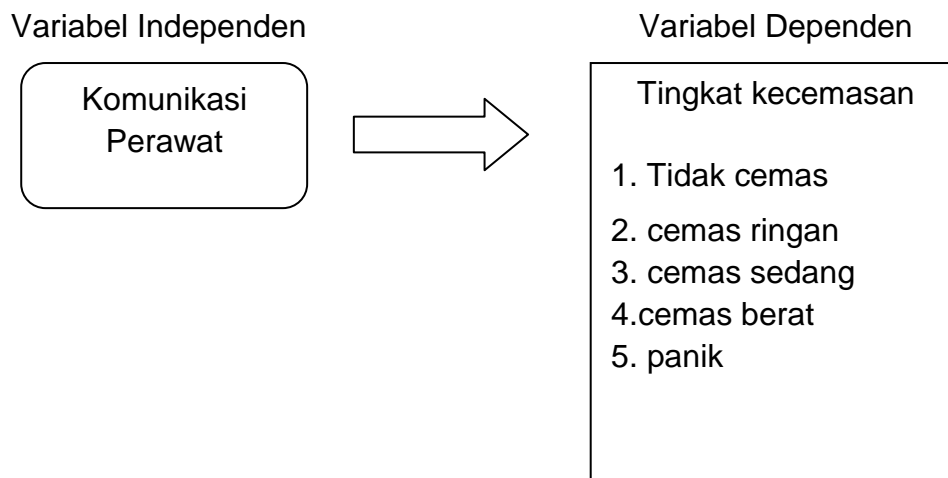 Variabel Independen
Variabel Dependen
Komunikasi
Perawat
Tingkat kecemasan
1. Tidak cemas
2. cemas ringan
3. cemas sedang
4.cemas berat
5. panik